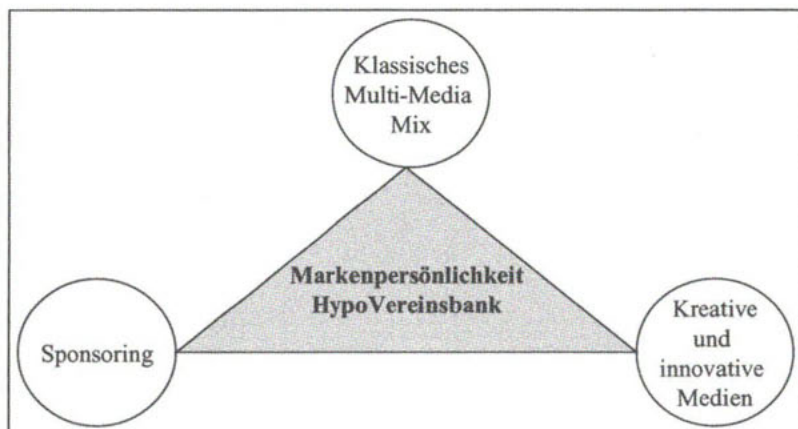 Klassisches
Multi-Media
Mix
Markenpersönlichkeit
HypoVereinsbank
Sponsoring
Kreative
und
innovative
Medien